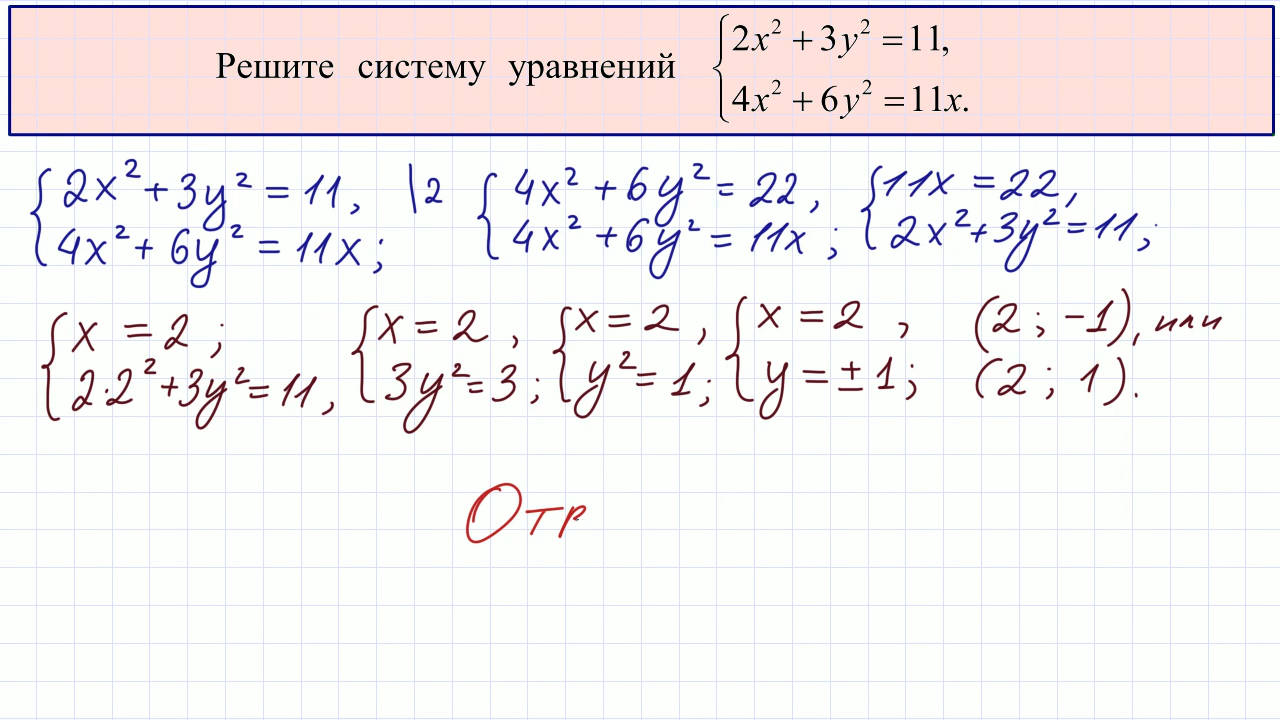 Решите систему уравнений { 2x² + 3y² = 11,
4x² + 6y² = 11x.
{ 2x² + 3y² = 11, |2 { 4x² + 6y² = 22, { 11x = 22,
4x² + 6y² = 11x; 4x² + 6y² = 11x; 2x² + 3y² = 11;
{ x = 2; { x = 2, { x = 2, { x = 2, (2; -1), или
2·2² + 3y² = 11, 3y² = 3; y² = 1; y = ±1; (2; 1).
Отв